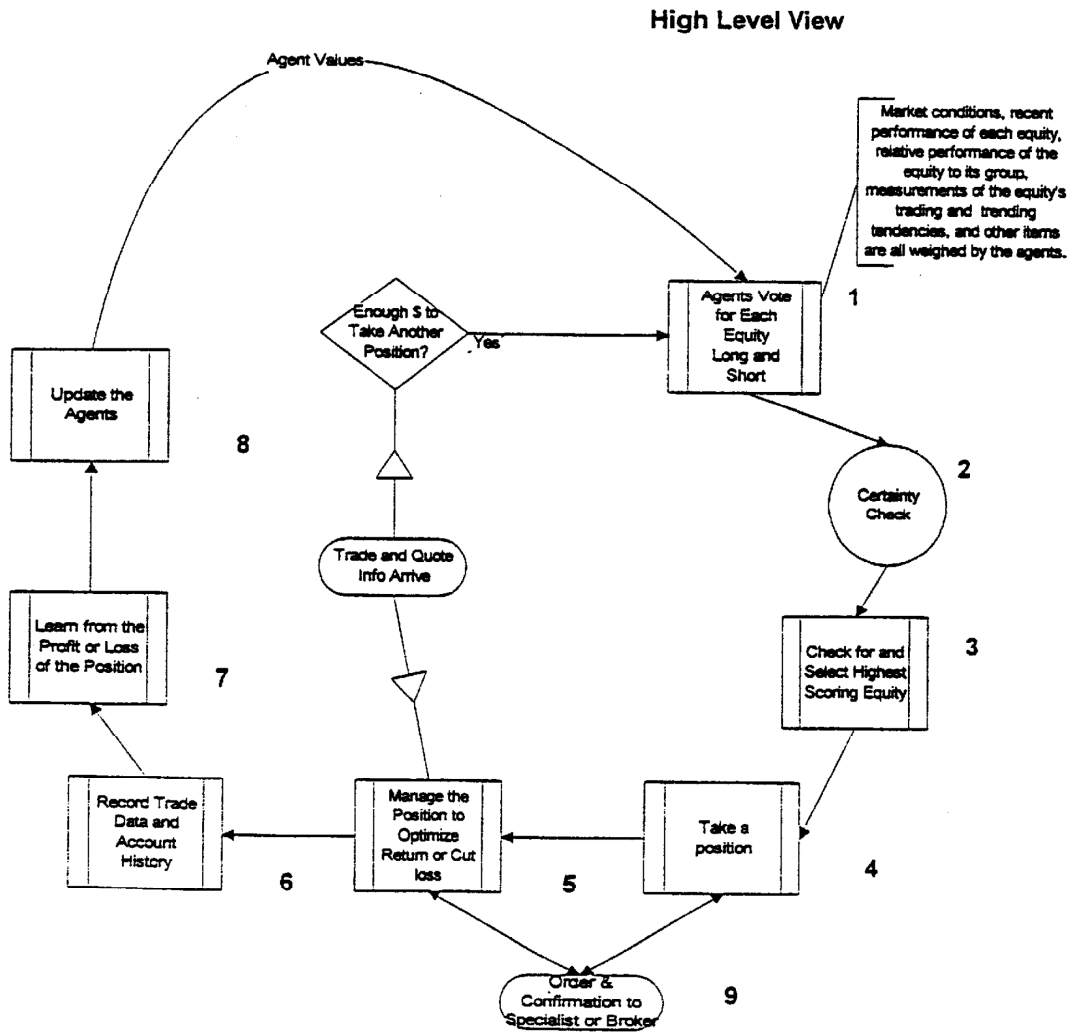 High Level View
Agent Values
Market conditions, recent
performance of each equity,
relative performance of the
equity to its group,
measurements of the equity's
trading and trending
tendencies, and other items
are all weighed by the agents.
1
Agents Vote
for Each
Equity
Long and
Short
Enough $ to
Take Another
Position?
Yes
Update the
Agents
8
2
Certainty
Check
Trade and Quote
Info Arrive
Learn from the
Profit or Loss
of the Position
7
3
Check for and
Select Highest
Scoring Equity
Record Trade
Data and
Account
History
6
Manage the
Position to
Optimize
Return or Cut
loss
5
Take a
position
4
Order &
Confirmation to
Specialist or Broker
9